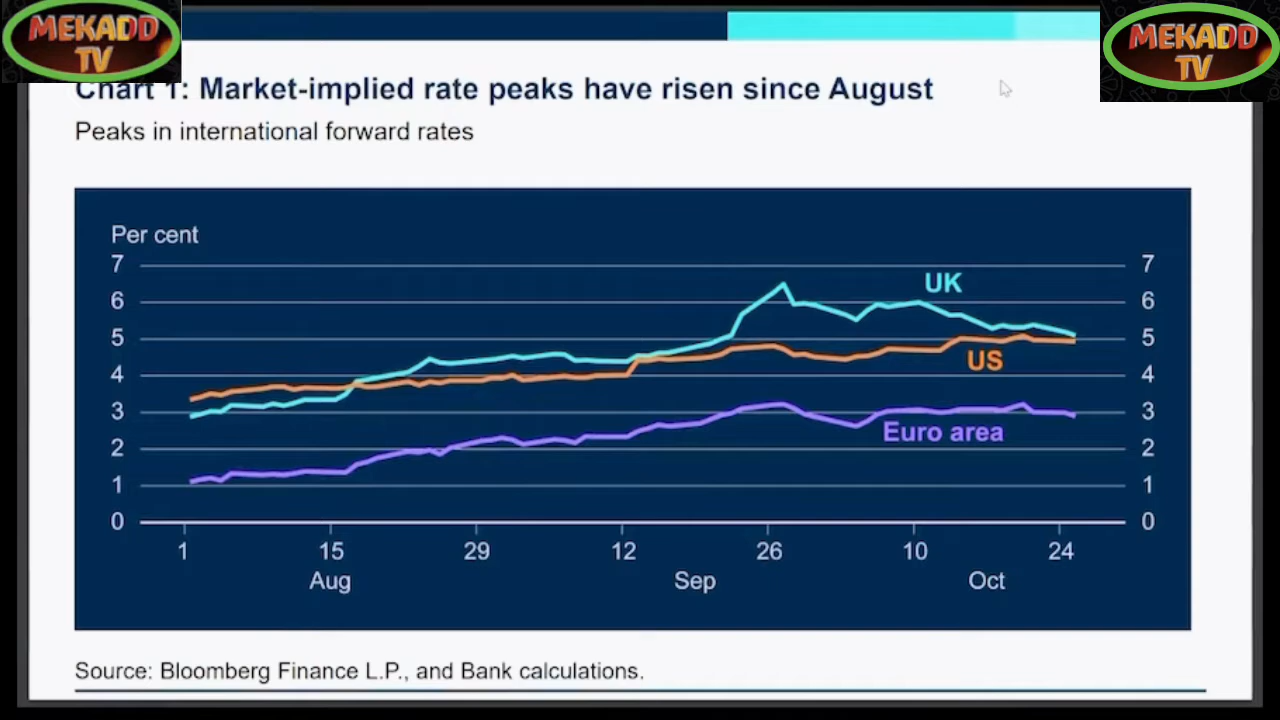 MEKADD
TV
MEKADD
TV
Chart 1: Market-implied rate peaks have risen since August
Peaks in international forward rates
Per cent
7 7
6 6
5 5
4 4
3 3
2 2
1 1
0 0
UK
US
Euro area
1 15 29 12 26 10 24
Aug Sep Oct
Source: Bloomberg Finance L.P., and Bank calculations.